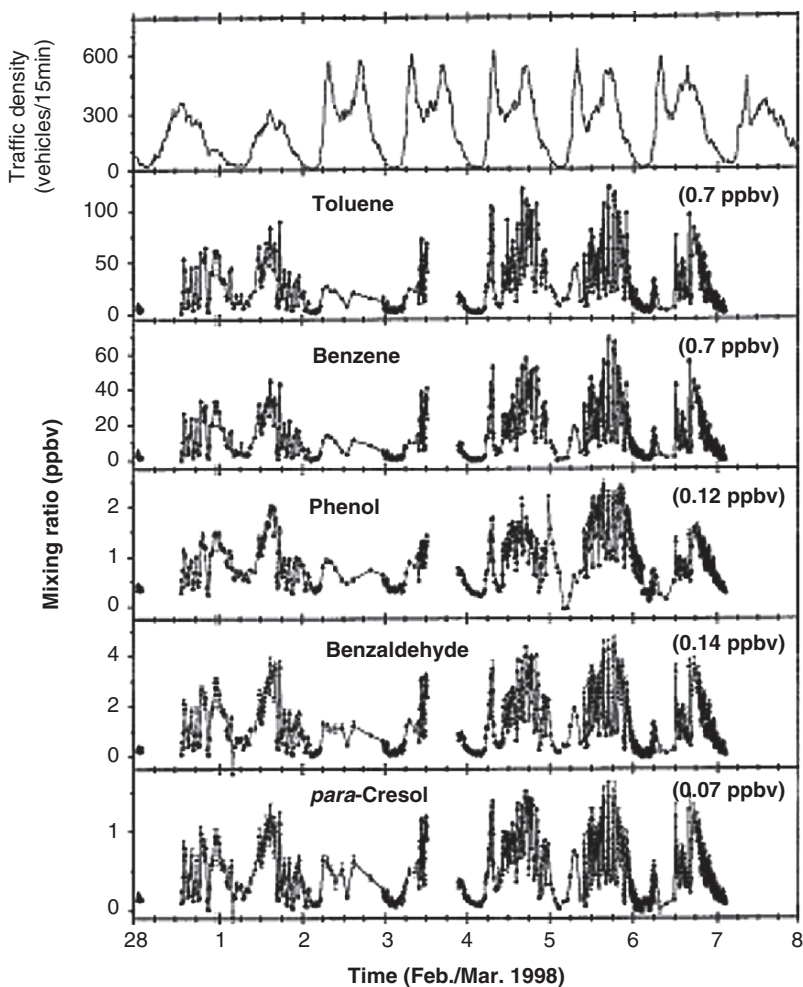 Traffic density
(vehicles/15min)
600
300
0
Toluene
(0.7 ppbv)
100
50
0
Benzene
(0.7 ppbv)
60
40
20
0
Mixing ratio (ppbv)
Phenol
(0.12 ppbv)
2
1
0
Benzaldehyde
(0.14 ppbv)
4
2
0
para-Cresol
(0.07 ppbv)
1
0
28 1 2 3 4 5 6 7 8
Time (Feb./Mar. 1998)